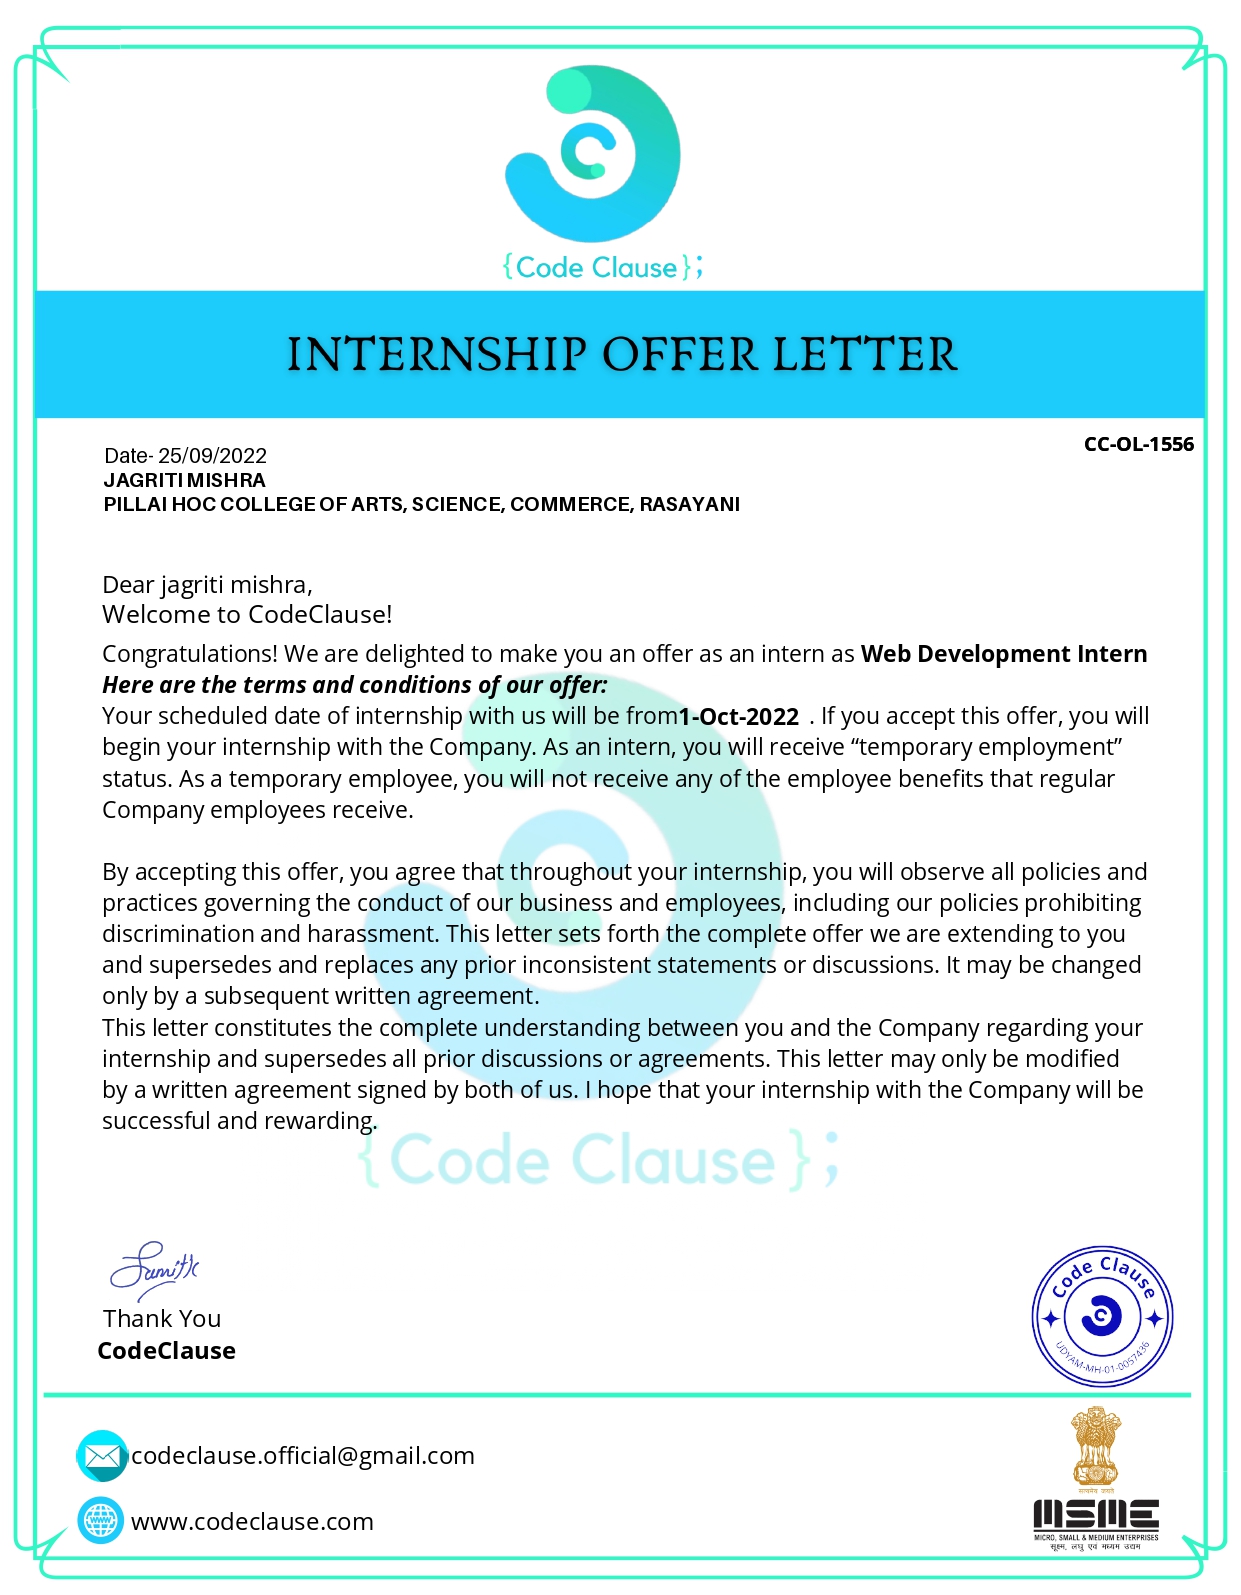 {Code Clause};
INTERNSHIP OFFER LETTER
CC-OL-1556
Date- 25/09/2022
JAGRITI MISHRA
PILLAI HOC COLLEGE OF ARTS, SCIENCE, COMMERCE, RASAYANI
Dear jagriti mishra,
Welcome to CodeClause!
Congratulations! We are delighted to make you an offer as an intern as Web Development Intern
Here are the terms and conditions of our offer:
Your scheduled date of internship with us will be from1-Oct-2022 . If you accept this offer, you will
begin your internship with the Company. As an intern, you will receive “temporary employment”
status. As a temporary employee, you will not receive any of the employee benefits that regular
Company employees receive.
By accepting this offer, you agree that throughout your internship, you will observe all policies and
practices governing the conduct of our business and employees, including our policies prohibiting
discrimination and harassment. This letter sets forth the complete offer we are extending to you
and supersedes and replaces any prior inconsistent statements or discussions. It may be changed
only by a subsequent written agreement.
This letter constitutes the complete understanding between you and the Company regarding your
internship and supersedes all prior discussions or agreements. This letter may only be modified
by a written agreement signed by both of us. I hope that your internship with the Company will be
successful and rewarding.
{Code Clause};
Thank You
CodeClause
Code Clause
UDYAM-MH-01-0057436
codeclause.official@gmail.com
www.codeclause.com
सत्यमेव जयते
MSME
MICRO, SMALL & MEDIUM ENTERPRISES
सूक्ष्म, लघु एवं मध्यम उद्यम